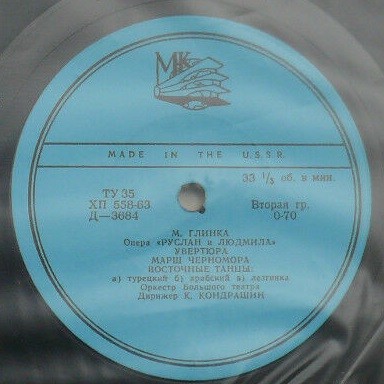 МК
MADE IN THE U.S.S.R.
33 1/3 об. в мин.
ТУ 35
ХП 558-63
Д—3684
Вторая гр.
0-70
М. ГЛИНКА
Опера «РУСЛАН и ЛЮДМИЛА»
УВЕРТЮРА
МАРШ ЧЕРНОМОРА
ВОСТОЧНЫЕ ТАНЦЫ:
а) турецкий б) арабский в) лезгинка
Оркестр Большого театра
Дирижер К. КОНДРАШИН